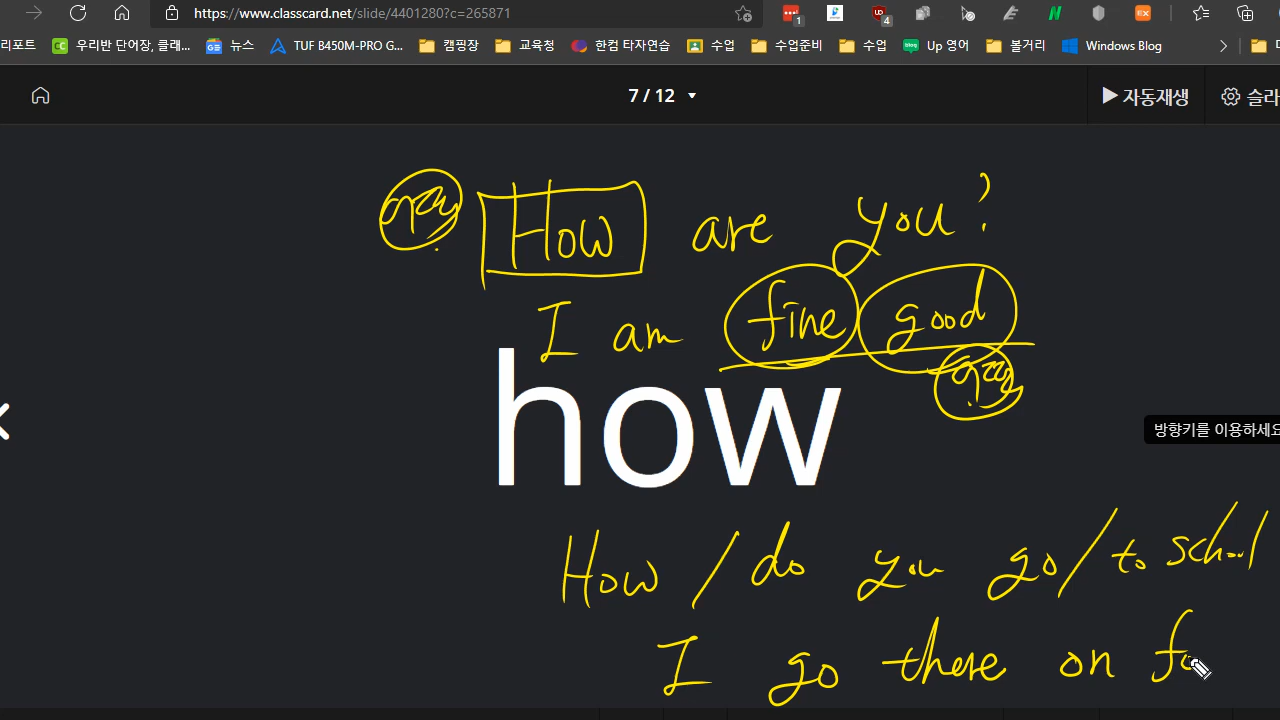 https://www.classcard.net/slide/4401280?c=265871
리포트 우리반 단어장, 클래... 뉴스 TUF B450M-PRO G... 캠핑장 교육청 한컴 타자연습 수업 수업준비 수업 Up 영어 볼거리 Windows Blog
7 / 12 자동재생 슬라
How are you?
I am fine good
how
방향키를 이용하세요
How / do you go / to school
I go there on fo